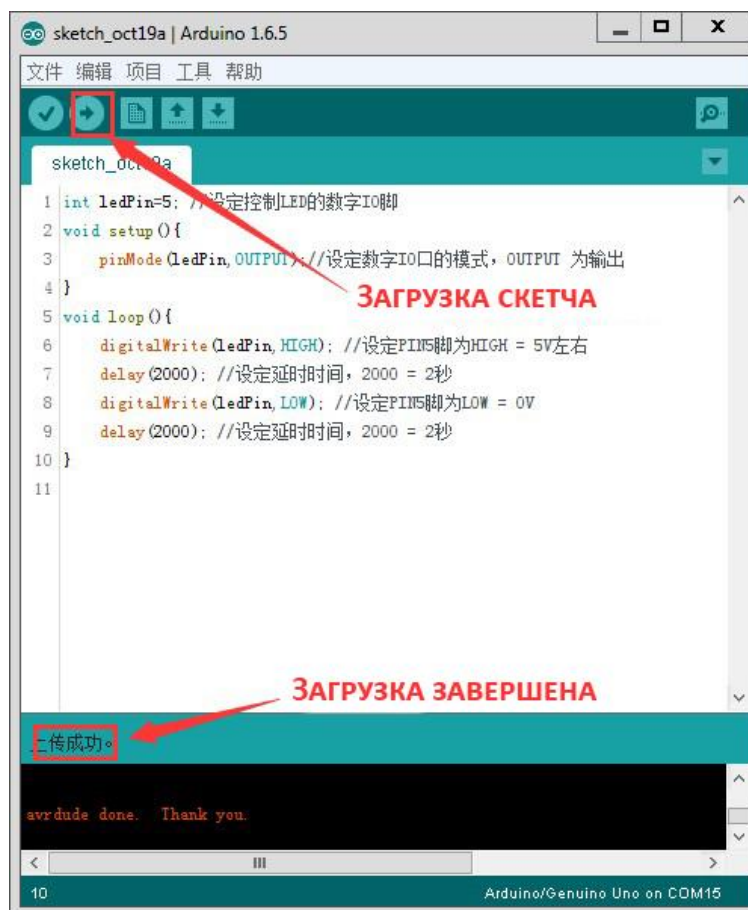 sketch_oct19a | Arduino 1.6.5
文件 编辑 项目 工具 帮助
sketch_oct19a
1 int ledPin=5; //设定控制LED的数字IO脚
2 void setup(){
3 pinMode(ledPin,OUTPUT);//设定数字IO口的模式，OUTPUT 为输出
4 }
ЗАГРУЗКА СКЕТЧА
5 void loop(){
6 digitalWrite(ledPin,HIGH); //设定PIN5脚为HIGH = 5V左右
7 delay(2000); //设定延时时间，2000 = 2秒
8 digitalWrite(ledPin,LOW); //设定PIN5脚为LOW = 0V
9 delay(2000); //设定延时时间，2000 = 2秒
10 }
11
ЗАГРУЗКА ЗАВЕРШЕНА
上传成功。
avrdude done. Thank you.
10 Arduino/Genuino Uno on COM15